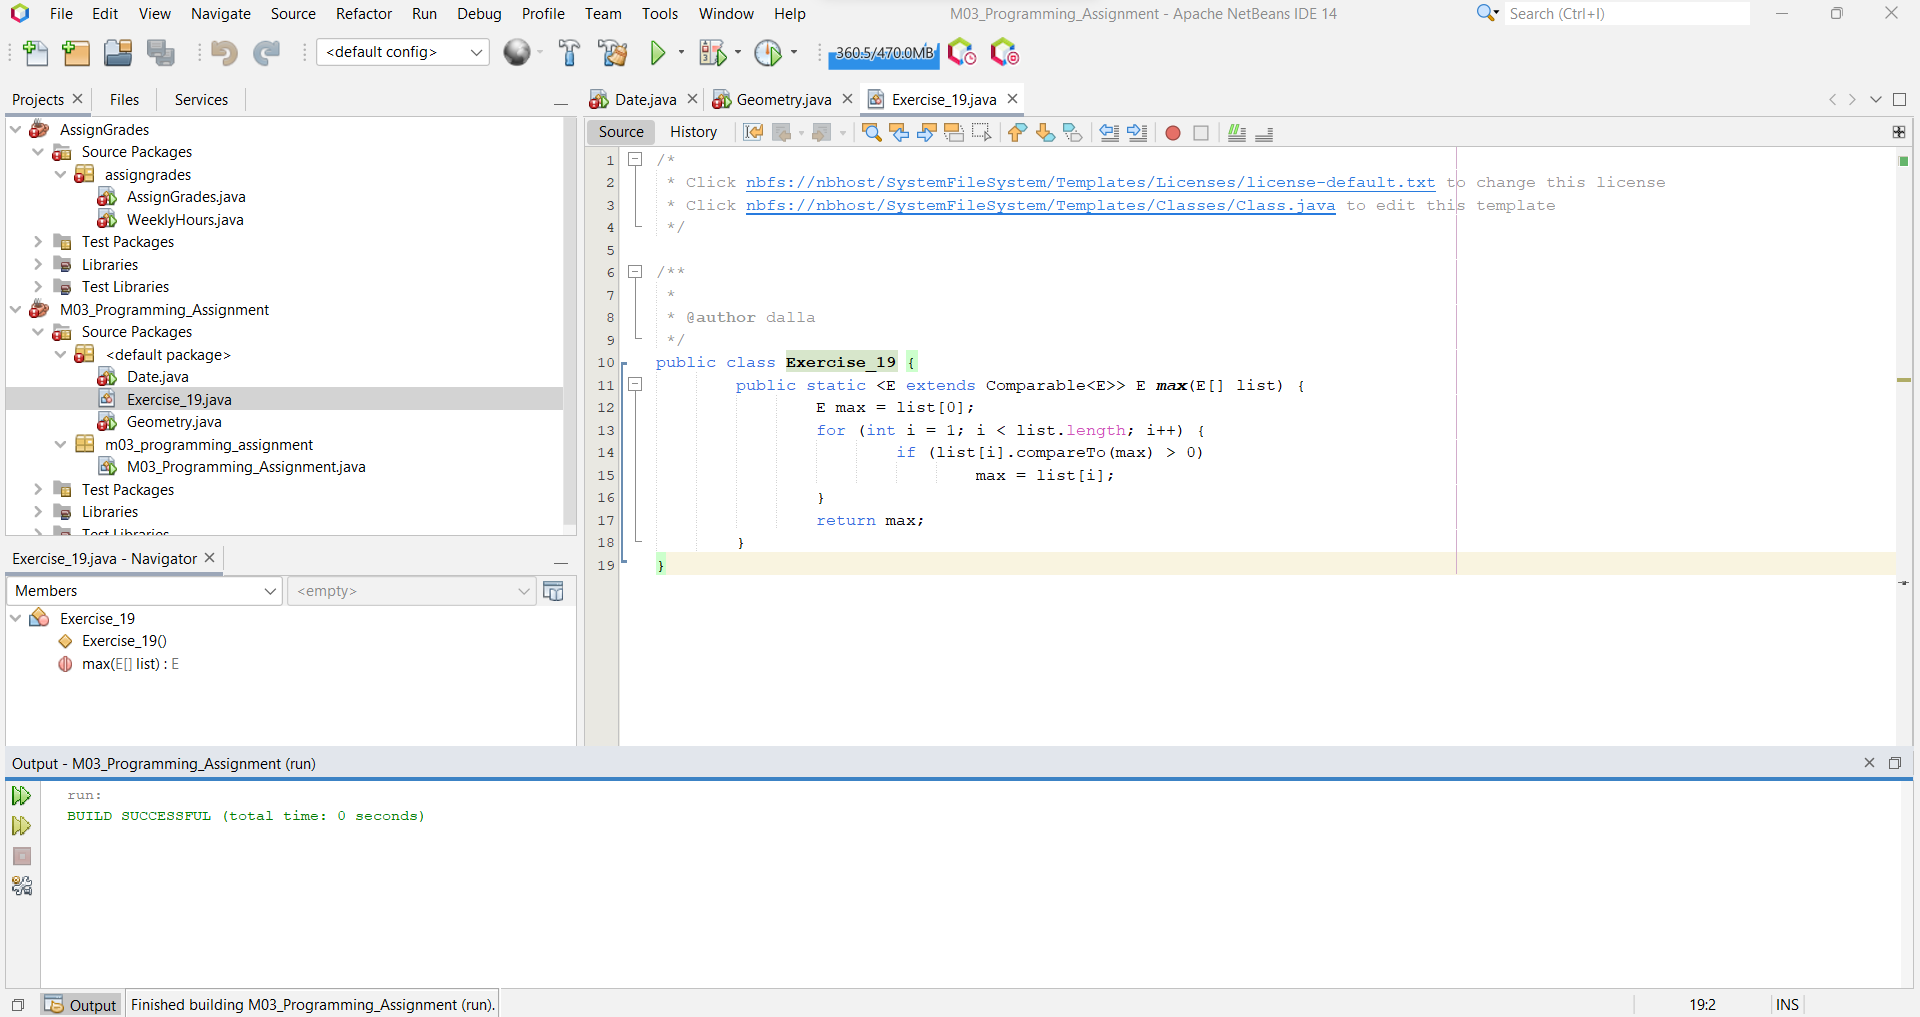 File Edit View Navigate Source Refactor Run Debug Profile Team Tools Window Help
M03_Programming_Assignment - Apache NetBeans IDE 14
Search (Ctrl+I)
<default config>
360.5/470.0MB
Projects Files Services
Date.java Geometry.java Exercise_19.java
AssignGrades
Source Packages
assigngrades
AssignGrades.java
WeeklyHours.java
Test Packages
Libraries
Test Libraries
M03_Programming_Assignment
Source Packages
<default package>
Date.java
Exercise_19.java
Geometry.java
m03_programming_assignment
M03_Programming_Assignment.java
Test Packages
Libraries
Test Libraries
Source History
1 /*
2 * Click nbfs://nbhost/SystemFileSystem/Templates/Licenses/license-default.txt to change this license
3 * Click nbfs://nbhost/SystemFileSystem/Templates/Classes/Class.java to edit this template
4 */
5
6 /**
7 *
8 * @author dalla
9 */
10 public class Exercise_19 {
11 public static <E extends Comparable<E>> E max(E[] list) {
12 E max = list[0];
13 for (int i = 1; i < list.length; i++) {
14 if (list[i].compareTo(max) > 0)
15 max = list[i];
16 }
17 return max;
18 }
19 }
Exercise_19.java - Navigator
Members <empty>
Exercise_19
Exercise_19()
max(E[] list) : E
Output - M03_Programming_Assignment (run)
run:
BUILD SUCCESSFUL (total time: 0 seconds)
Output Finished building M03_Programming_Assignment (run).
19:2 INS